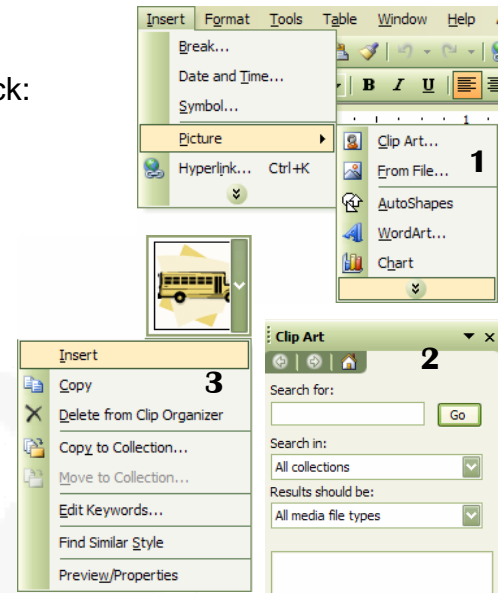 Insert Format Tools Table Window Help
ck:
Break...
Date and Time...
B I U
Symbol...
1
Picture
Clip Art...
Hyperlink... Ctrl+K
From File...
1
AutoShapes
WordArt...
Chart
Insert
Copy
3
Delete from Clip Organizer
Copy to Collection...
Move to Collection...
Edit Keywords...
Find Similar Style
Preview/Properties
Clip Art
2
Search for:
Go
Search in:
All collections
Results should be:
All media file types